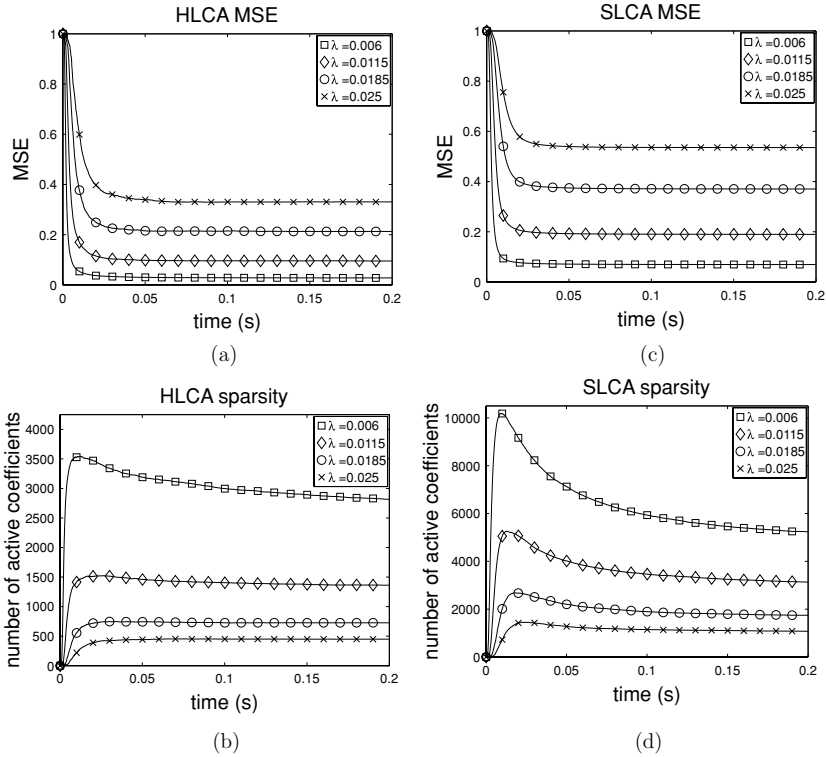 HLCA MSE
1
0.8
0.6
0.4
0.2
0
MSE
λ =0.006
λ =0.0115
λ =0.0185
λ =0.025
0
0.05
0.1
0.15
0.2
time (s)
(a)
SLCA MSE
1
0.8
0.6
0.4
0.2
0
MSE
λ =0.006
λ =0.0115
λ =0.0185
λ =0.025
0
0.05
0.1
0.15
0.2
time (s)
(c)
HLCA sparsity
4000
3500
3000
2500
2000
1500
1000
500
0
number of active coefficients
λ =0.006
λ =0.0115
λ =0.0185
λ =0.025
0
0.05
0.1
0.15
0.2
time (s)
(b)
SLCA sparsity
10000
8000
6000
4000
2000
0
number of active coefficients
λ =0.006
λ =0.0115
λ =0.0185
λ =0.025
0
0.05
0.1
0.15
0.2
time (s)
(d)